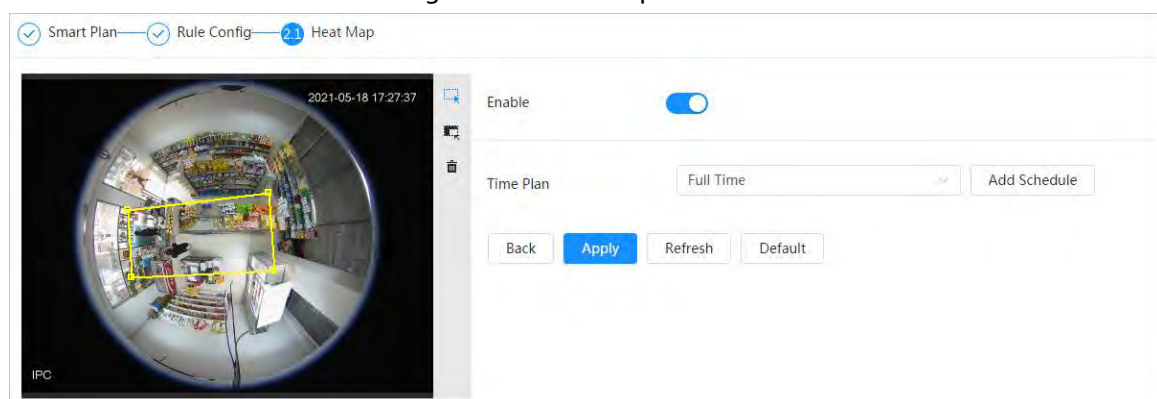 Smart Plan Rule Config 2.1 Heat Map
2021-05-18 17:27:37
IPC
Enable
Time Plan Full Time Add Schedule
Back Apply Refresh Default